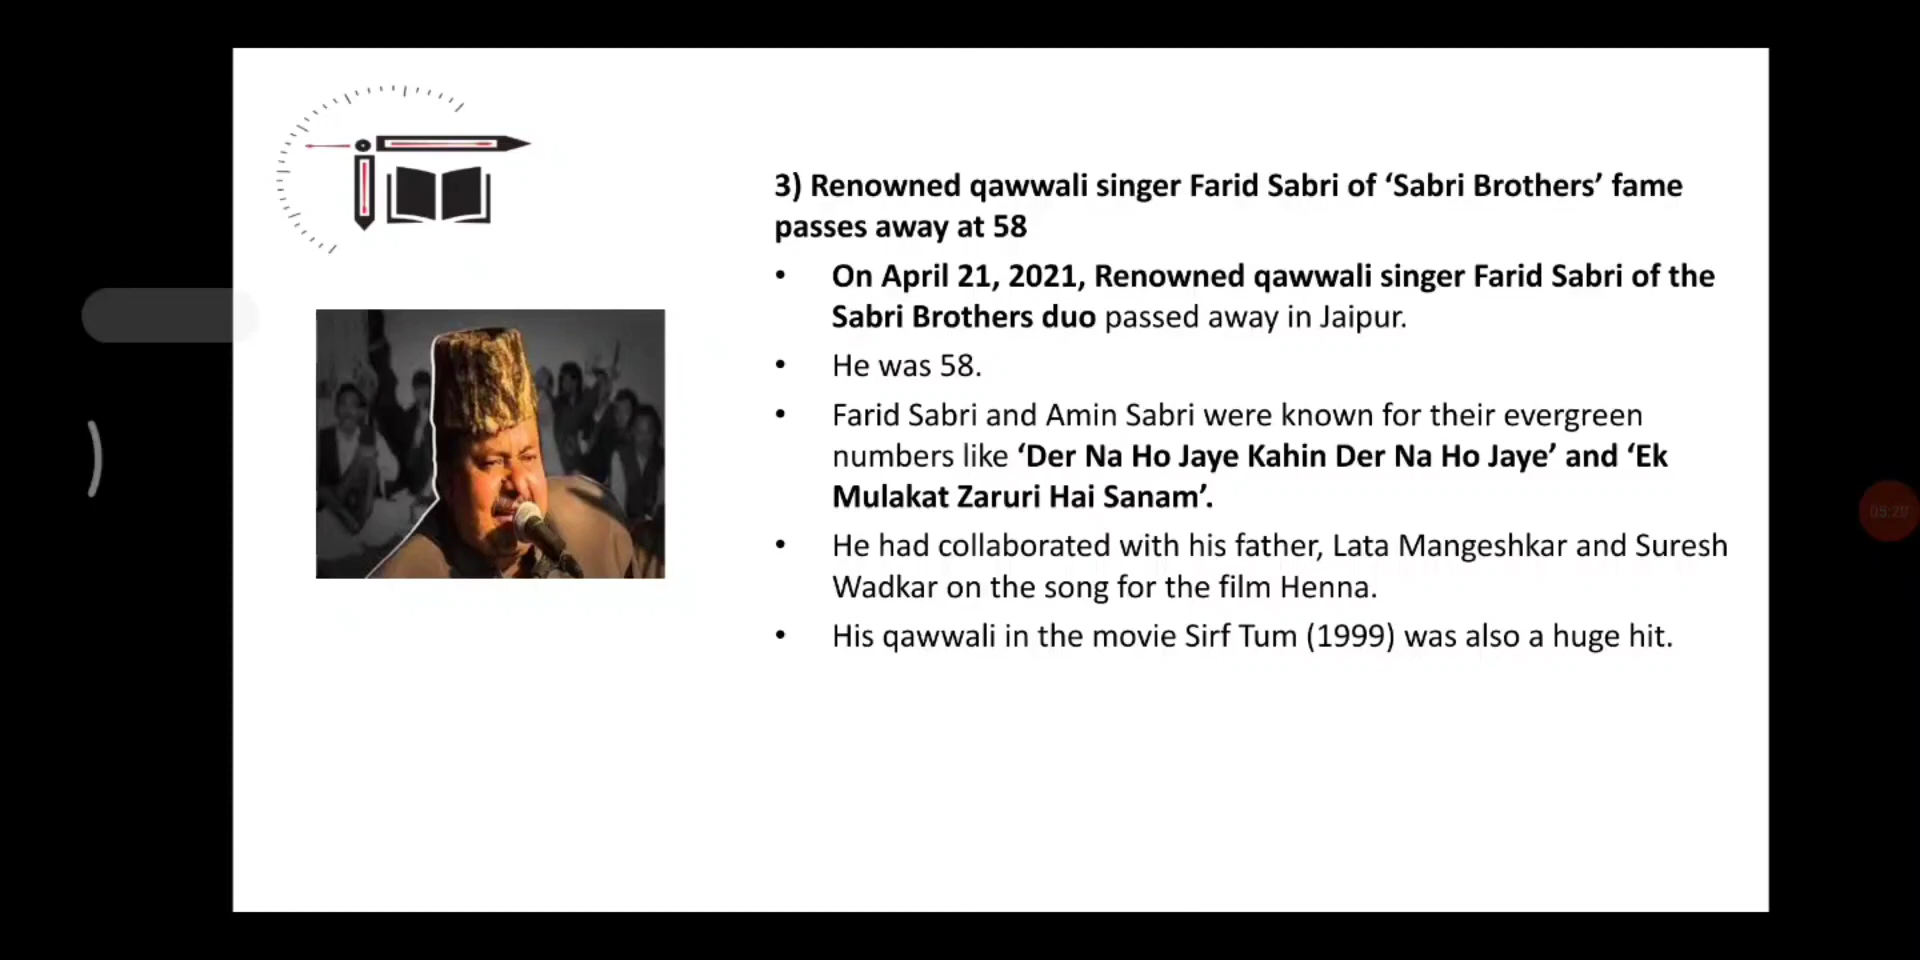 3) Renowned qawwali singer Farid Sabri of ‘Sabri Brothers’ fame
passes away at 58
• On April 21, 2021, Renowned qawwali singer Farid Sabri of the
Sabri Brothers duo passed away in Jaipur.
• He was 58.
• Farid Sabri and Amin Sabri were known for their evergreen
numbers like ‘Der Na Ho Jaye Kahin Der Na Ho Jaye’ and ‘Ek
Mulakat Zaruri Hai Sanam’.
• He had collaborated with his father, Lata Mangeshkar and Suresh
Wadkar on the song for the film Henna.
• His qawwali in the movie Sirf Tum (1999) was also a huge hit.